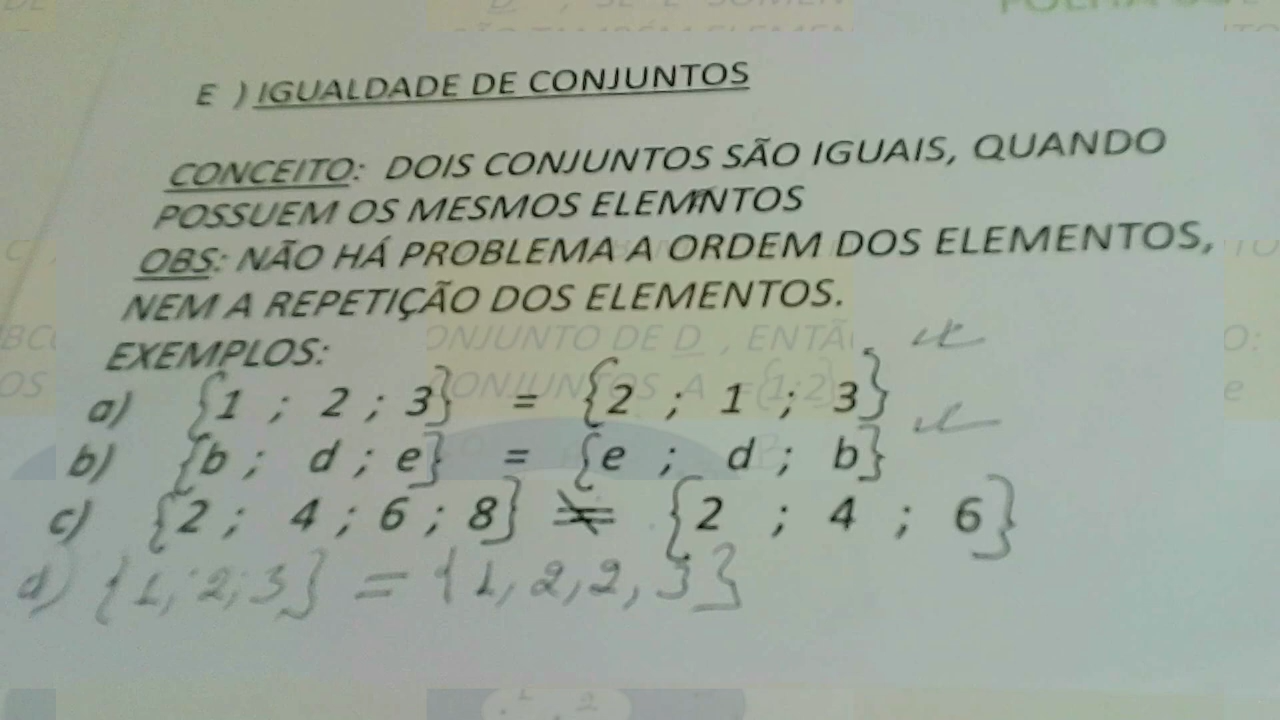 E ) IGUALDADE DE CONJUNTOS
CONCEITO: DOIS CONJUNTOS SÃO IGUAIS, QUANDO
POSSUEM OS MESMOS ELEMNTOS
OBS: NÃO HÁ PROBLEMA A ORDEM DOS ELEMENTOS,
NEM A REPETIÇÃO DOS ELEMENTOS.
EXEMPLOS:
a) {1 ; 2 ; 3} = {2 ; 1 ; 3}
b) {b ; d ; e} = {e ; d ; b}
c) {2 ; 4 ; 6 ; 8} ≠ {2 ; 4 ; 6}
d) {1, 2, 3} = {1, 2, 2, 3}